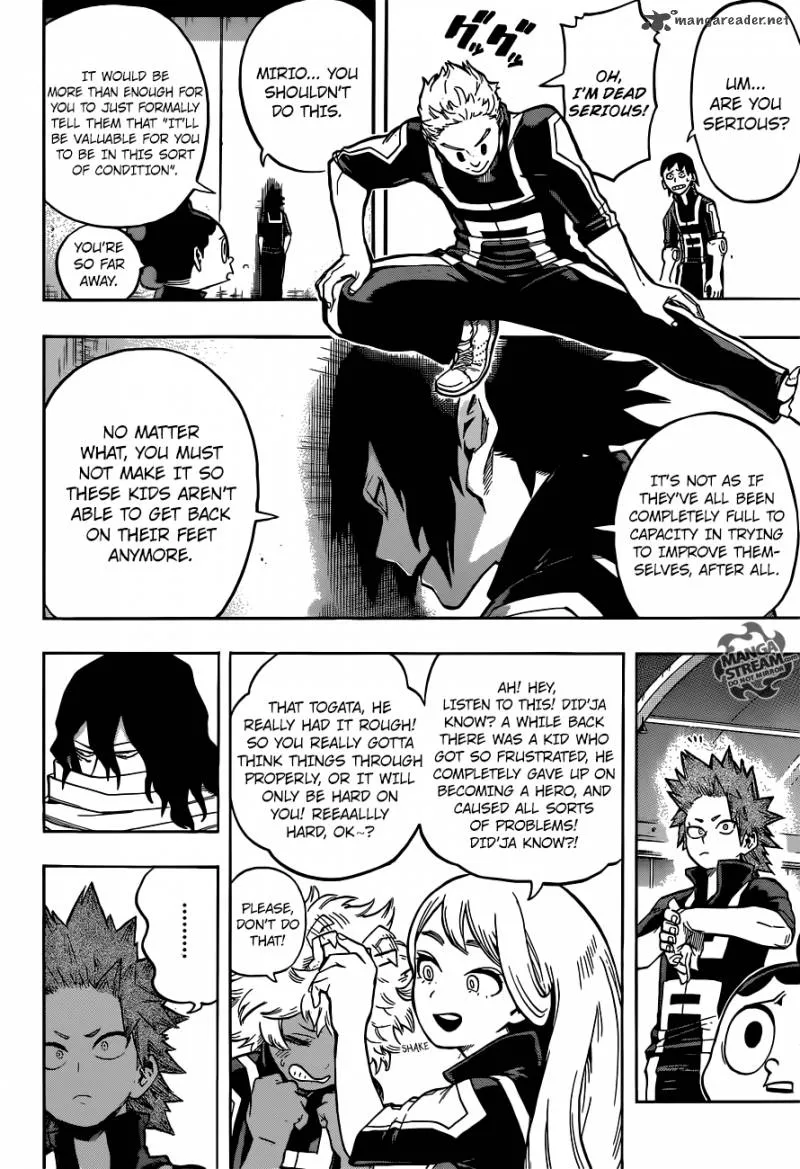 mangareader.net
UM...
ARE YOU
SERIOUS?
OH,
I'M DEAD
SERIOUS!
グッ
グッ
MIRIO... YOU
SHOULDN'T
DO THIS.
IT WOULD BE
MORE THAN ENOUGH FOR
YOU TO JUST FORMALLY
TELL THEM THAT "IT'LL
BE VALUABLE FOR YOU
TO BE IN THIS SORT
OF CONDITION".
YOU'RE
SO FAR
AWAY.
IT'S NOT AS IF
THEY'VE ALL BEEN
COMPLETELY FULL TO
CAPACITY IN TRYING
TO IMPROVE THEM-
SELVES, AFTER ALL.
NO MATTER
WHAT, YOU MUST
NOT MAKE IT SO
THESE KIDS AREN'T
ABLE TO GET BACK
ON THEIR FEET
ANYMORE.
MANGA
STREAM.com
DO NOT MIRROR
AH! HEY,
LISTEN TO THIS! DID'JA
KNOW? A WHILE BACK
THERE WAS A KID WHO
GOT SO FRUSTRATED, HE
COMPLETELY GAVE UP ON
BECOMING A HERO, AND
CAUSED ALL SORTS
OF PROBLEMS!
DID'JA KNOW?!
THAT TOGATA, HE
REALLY HAD IT ROUGH!
SO YOU REALLY GOTTA
THINK THINGS THROUGH
PROPERLY, OR IT WILL
ONLY BE HARD ON
YOU! REEAALLLY
HARD, OK~?
PLEASE,
DON'T DO
THAT!
SHAKE
.........